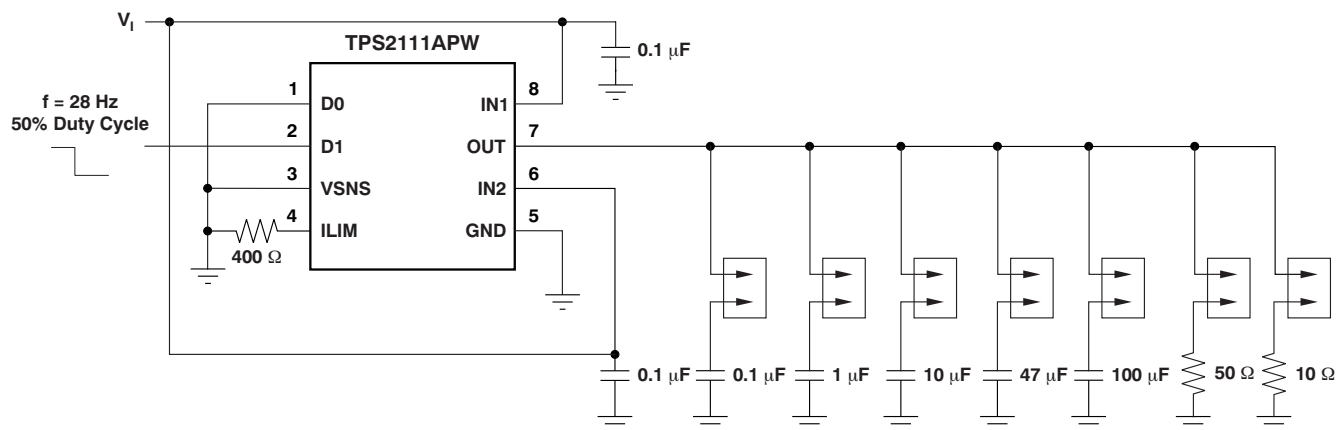 V_I
TPS2111APW
0.1 μF
f = 28 Hz
50% Duty Cycle
1
D0
IN1
8
2
D1
OUT
7
3
VSNS
IN2
6
4
ILIM
GND
5
400 Ω
0.1 μF
0.1 μF
1 μF
10 μF
47 μF
100 μF
50 Ω
10 Ω